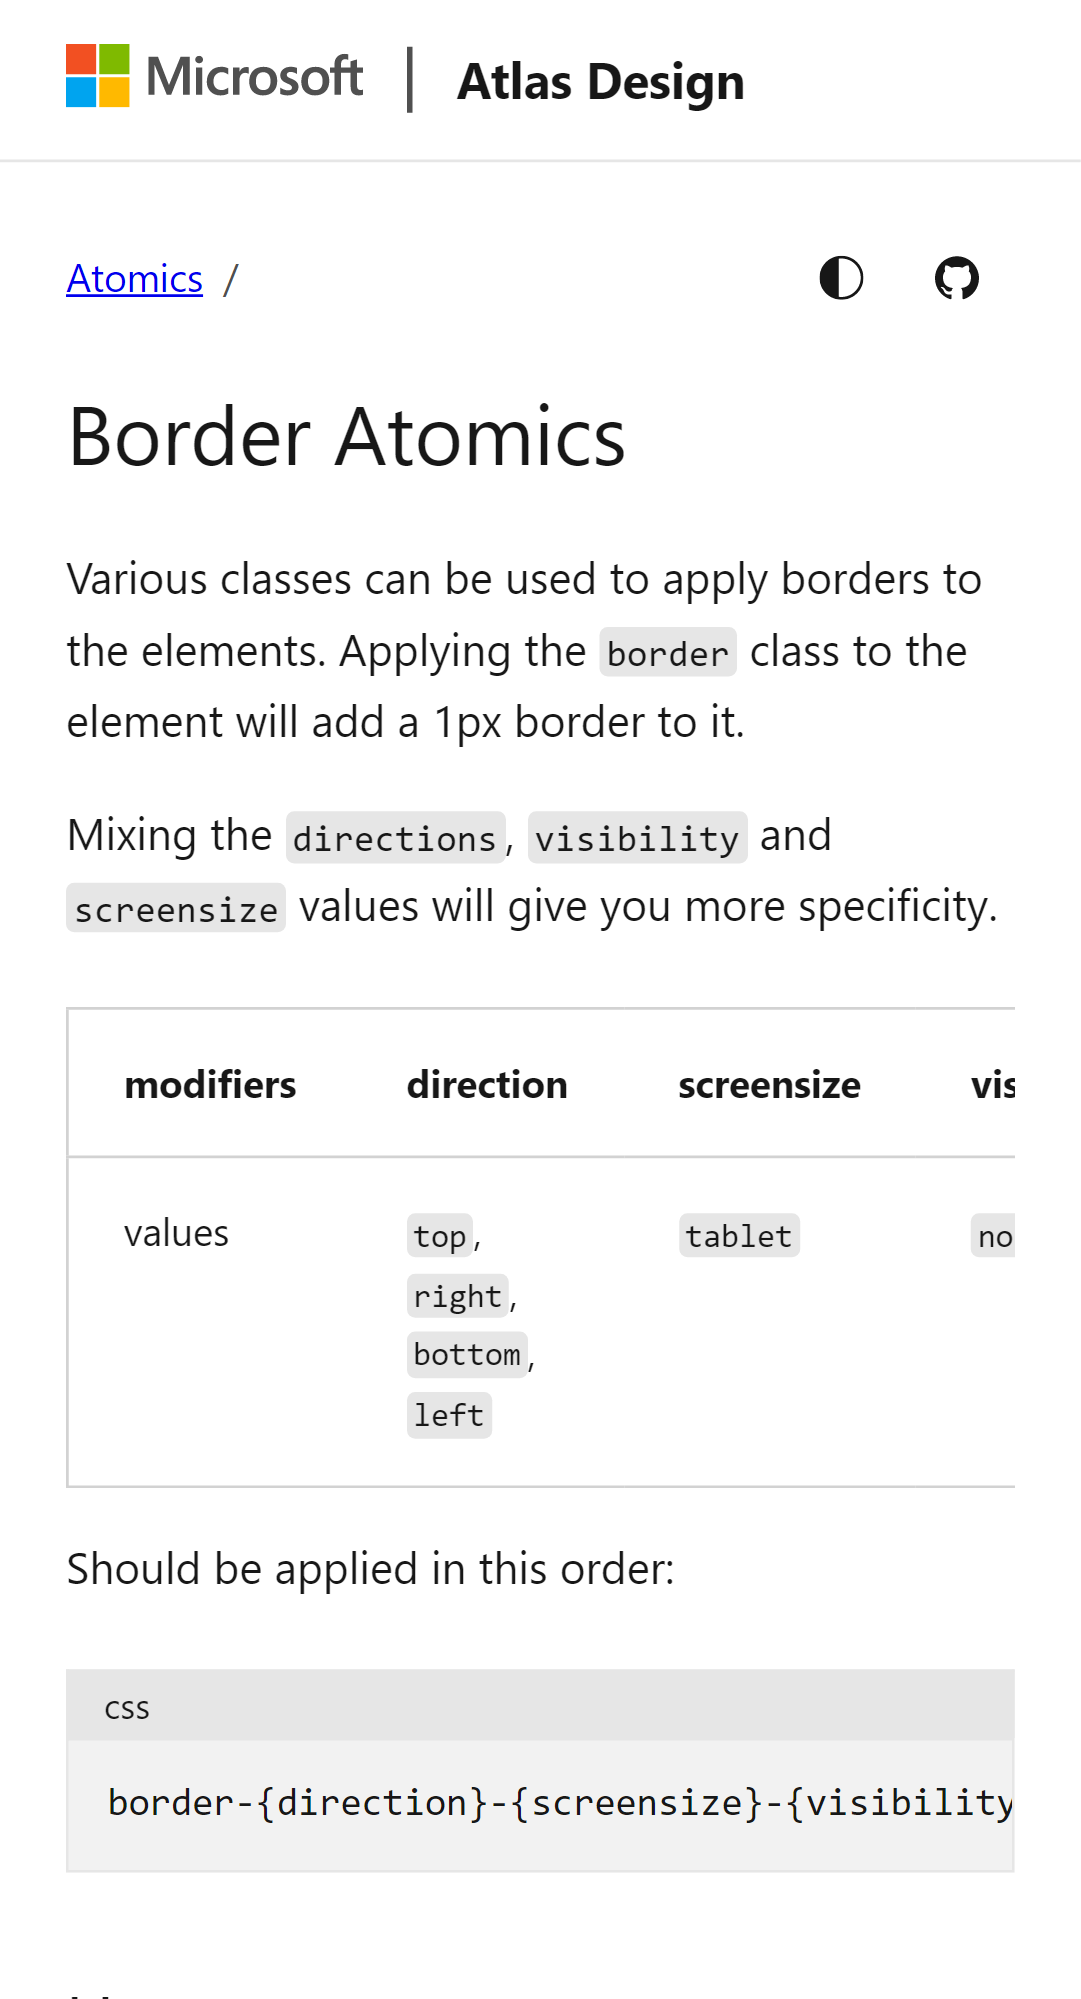 Microsoft | Atlas Design
Atomics /
Border Atomics
Various classes can be used to apply borders to
the elements. Applying the border class to the
element will add a 1px border to it.
Mixing the directions, visibility and
screensize values will give you more specificity.
modifiers direction screensize vis
values top, tablet no
right,
bottom,
left
Should be applied in this order:
css
border-{direction}-{screensize}-{visibility